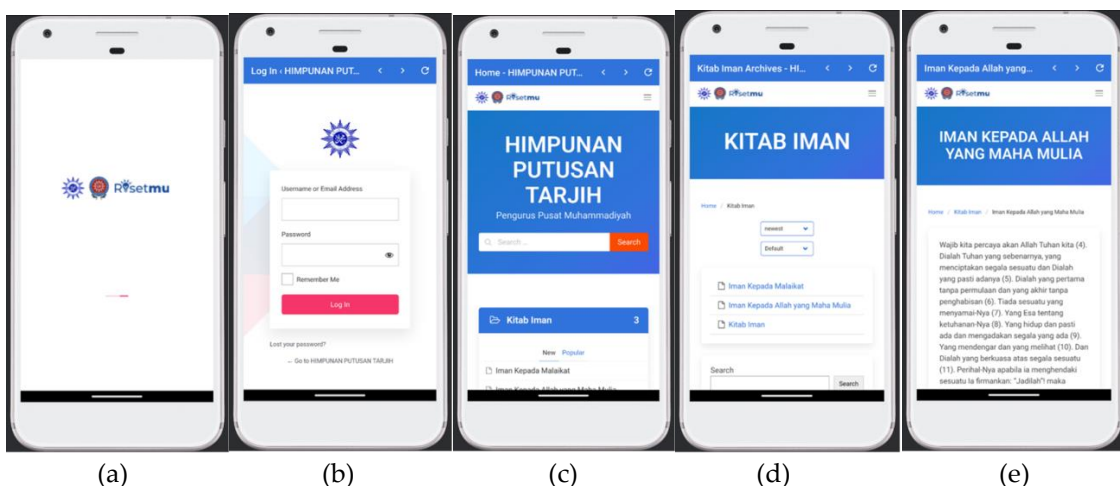 Risetmu
(a)
Log In ‹ HIMPUNAN PUT...
Username or Email Address
Password
Remember Me
Log In
Lost your password?
← Go to HIMPUNAN PUTUSAN TARJIH
(b)
Home - HIMPUNAN PUT...
Risetmu
HIMPUNAN
PUTUSAN
TARJIH
Pengurus Pusat Muhammadiyah
Search ..
Search
Kitab Iman 3
New Popular
Iman Kepada Malaikat
Iman Kepada Allah yang Maha Mulia
(c)
Kitab Iman Archives - HI...
Risetmu
KITAB IMAN
Home / Kitab Iman
newest
Default
Iman Kepada Malaikat
Iman Kepada Allah yang Maha Mulia
Kitab Iman
Search
Search
(d)
Iman Kepada Allah yang...
Risetmu
IMAN KEPADA ALLAH
YANG MAHA MULIA
Home / Kitab Iman / Iman Kepada Allah yang Maha Mulia
Wajib kita percaya akan Allah Tuhan kita (4).
Dialah Tuhan yang sebenarnya, yang
menciptakan segala sesuatu dan Dialah
yang pasti adanya (5). Dialah yang pertama
tanpa permulaan dan yang akhir tanpa
penghabisan (6). Tiada sesuatu yang
menyamai-Nya (7). Yang Esa tentang
ketuhanan-Nya (8). Yang hidup dan pasti
ada dan mengadakan segala yang ada (9).
Yang mendengar dan yang melihat (10). Dan
Dialah yang berkuasa atas segala sesuatu
(11). Perihal-Nya apabila ia menghendaki
sesuatu Ia firmankan: "Jadilah"! maka
(e)